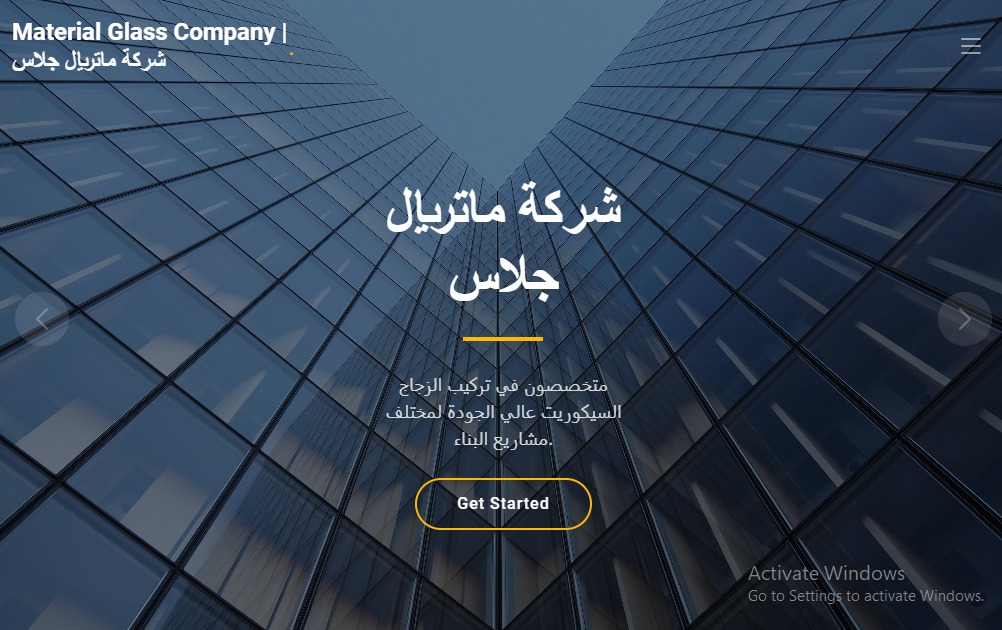 Material Glass Company |
شركة ماتريال جلاس
.
شركة ماتريال
جلاس
متخصصون في تركيب الزجاج
السيكوريت عالي الجودة لمختلف
مشاريع البناء.
Get Started
Activate Windows
Go to Settings to activate Windows.